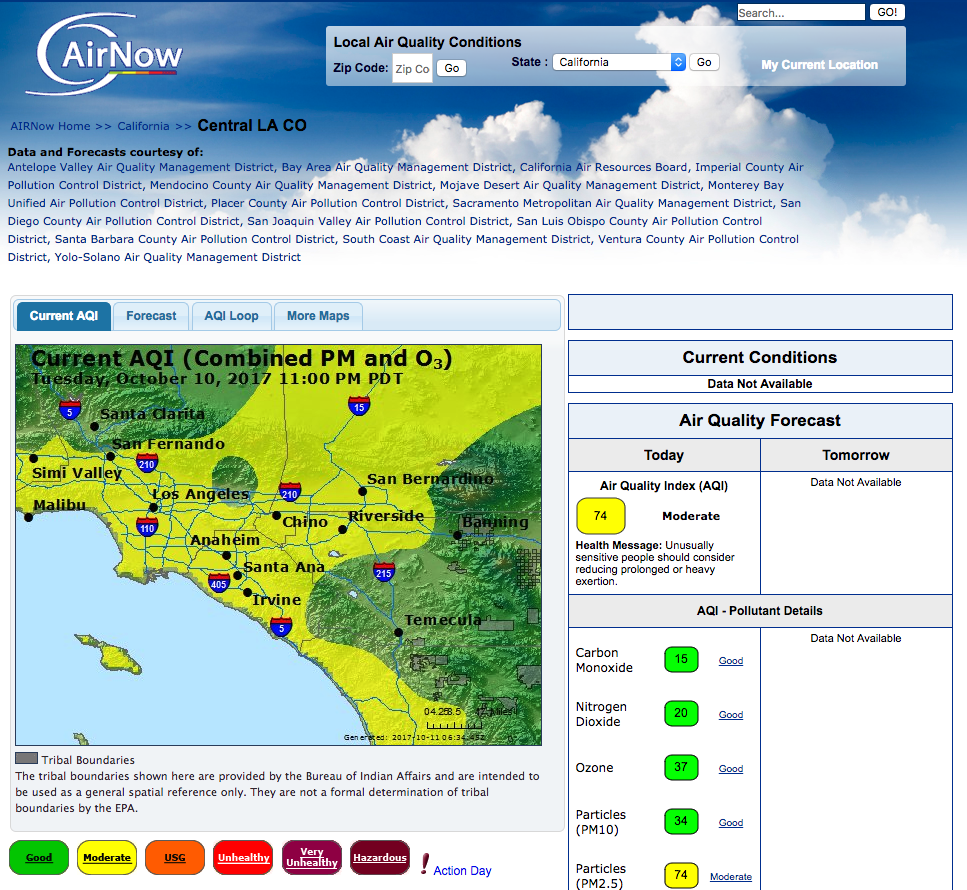 Search...
GO!
AirNow
Local Air Quality Conditions
Zip Code:
Zip Co
Go
State :
California
Go
My Current Location
AIRNow Home >> California >> Central LA CO
Data and Forecasts courtesy of:
Antelope Valley Air Quality Management District, Bay Area Air Quality Management District, California Air Resources Board, Imperial County Air
Pollution Control District, Mendocino County Air Quality Management District, Mojave Desert Air Quality Management District, Monterey Bay
Unified Air Pollution Control District, Placer County Air Pollution Control District, Sacramento Metropolitan Air Quality Management District, San
Diego County Air Pollution Control District, San Joaquin Valley Air Pollution Control District, San Luis Obispo County Air Pollution Control
District, Santa Barbara County Air Pollution Control District, South Coast Air Quality Management District, Ventura County Air Pollution Control
District, Yolo-Solano Air Quality Management District
Current AQI
Forecast
AQI Loop
More Maps
Current AQI (Combined PM and O₃)
Tuesday, October 10, 2017 11:00 PM PDT
5
15
Santa Clarita
San Fernando
210
Simi Valley
San Bernardino
Los Angeles
210
Malibu
Chino
Riverside
Banning
110
Anaheim
Santa Ana
215
405
Irvine
5
Temecula
Generated: 2017-10-11 06:34:45Z
Tribal Boundaries
The tribal boundaries shown here are provided by the Bureau of Indian Affairs and are intended to
be used as a general spatial reference only. They are not a formal determination of tribal
boundaries by the EPA.
Good
Moderate
USG
Unhealthy
Very
Unhealthy
Hazardous
! Action Day
Current Conditions
Data Not Available
Air Quality Forecast
Today
Tomorrow
Air Quality Index (AQI)
Data Not Available
74
Moderate
Health Message: Unusually
sensitive people should consider
reducing prolonged or heavy
exertion.
AQI - Pollutant Details
Data Not Available
Carbon
Monoxide
15
Good
Nitrogen
Dioxide
20
Good
Ozone
37
Good
Particles
(PM10)
34
Good
Particles
(PM2.5)
74
Moderate